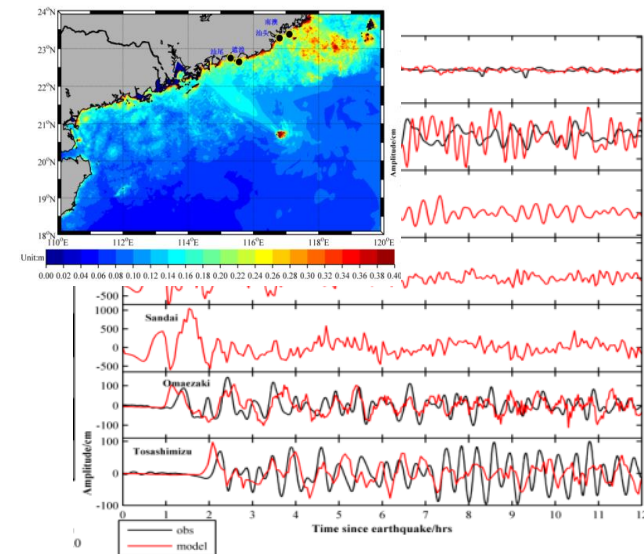 24°N
23°N
22°N
21°N
20°N
19°N
18°N
110°E 112°E 114°E 116°E 118°E 120°E
南澳
汕头
汕尾
Unit:m
0.00 0.02 0.04 0.06 0.08 0.10 0.12 0.14 0.16 0.18 0.20 0.22 0.24 0.26 0.28 0.30 0.32 0.34 0.36 0.38 0.40
Amplitude/cm
-500
Sandai
1000
500
0
-500
Omaezaki
100
0
-100
Tosashimizu
100
0
-100
Amplitude/cm
0 1 2 3 4 5 6 7 8 9 10 11 12
Time since earthquake/hrs
obs
model
0